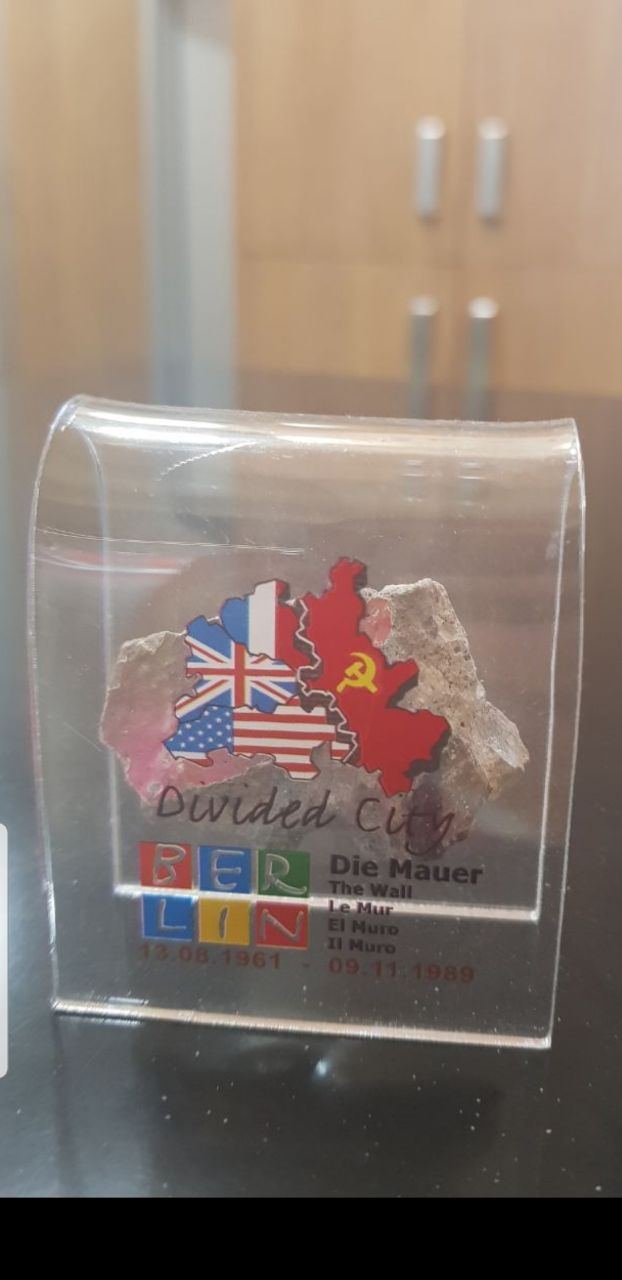 Divided City
BER
LIN
Die Mauer
The Wall
Le Mur
El Muro
Il Muro
13.08.1961 - 09.11.1989